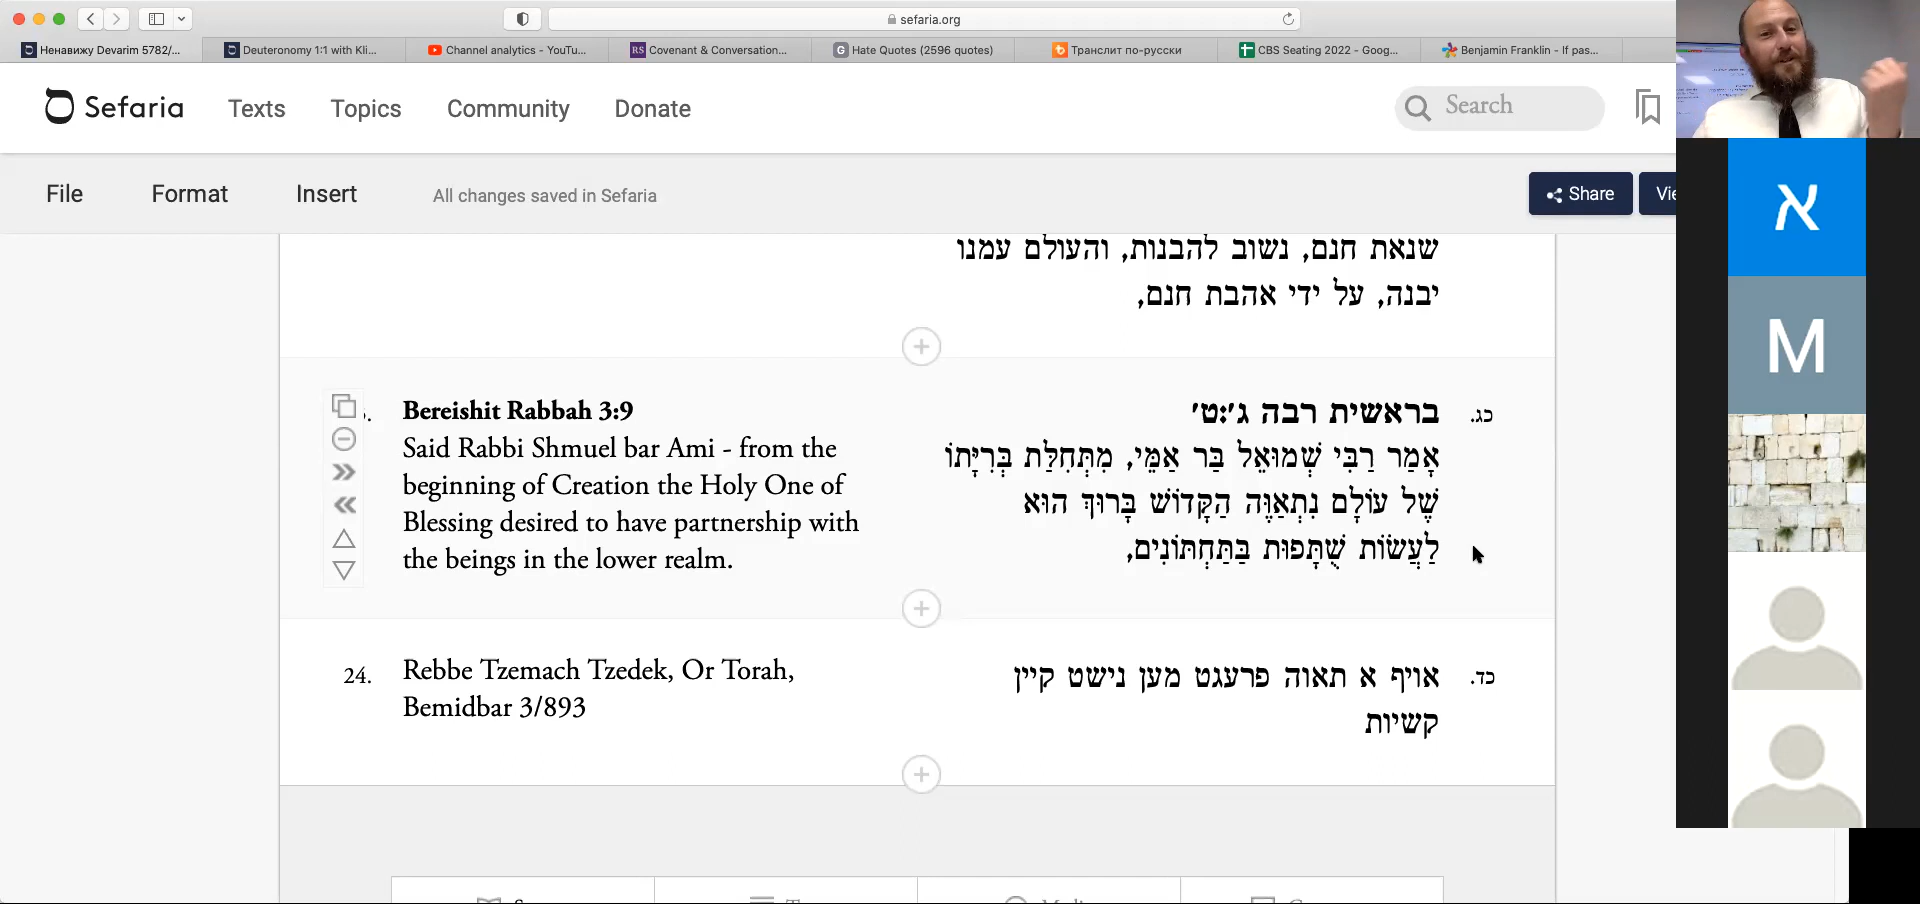 sefaria.org
Ненавижу Devarim 5782/...
Deuteronomy 1:1 with Kli...
Channel analytics - YouTu...
RS Covenant & Conversation...
G Hate Quotes (2596 quotes)
Транслит по-русски
CBS Seating 2022 - Goog...
Benjamin Franklin - If pas...
Sefaria Texts Topics Community Donate Search
File Format Insert All changes saved in Sefaria Share
שנאת חנם, נשוב להבנות, והעולם עמנו
יבנה, על ידי אהבת חנם,
Bereishit Rabbah 3:9
Said Rabbi Shmuel bar Ami - from the
beginning of Creation the Holy One of
Blessing desired to have partnership with
the beings in the lower realm.
כג.
בראשית רבה ג׳:ט׳
אָמַר רַבִּי שְׁמוּאֵל בַּר אַמֵּי, מִתְּחִלַּת בְּרִיָּתוֹ
שֶׁל עוֹלָם נִתְאַוֶּה הַקָּדוֹשׁ בָּרוּךְ הוּא
לַעֲשׂוֹת שֻׁתָּפוּת בַּתַּחְתּוֹנִים,
24.
Rebbe Tzemach Tzedek, Or Torah,
Bemidbar 3/893
כד.
אויף א תאוה פרעגט מען נישט קיין
קשיות
א
M